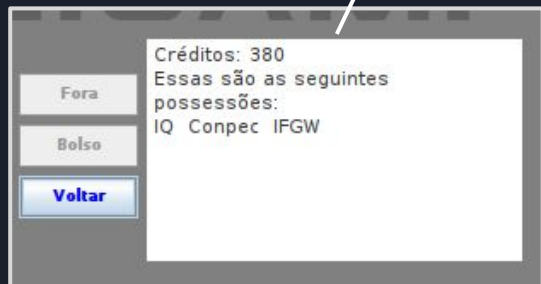 Fora
Bolso
Voltar
Créditos: 380
Essas são as seguintes
possessões:
IQ Conpec IFGW